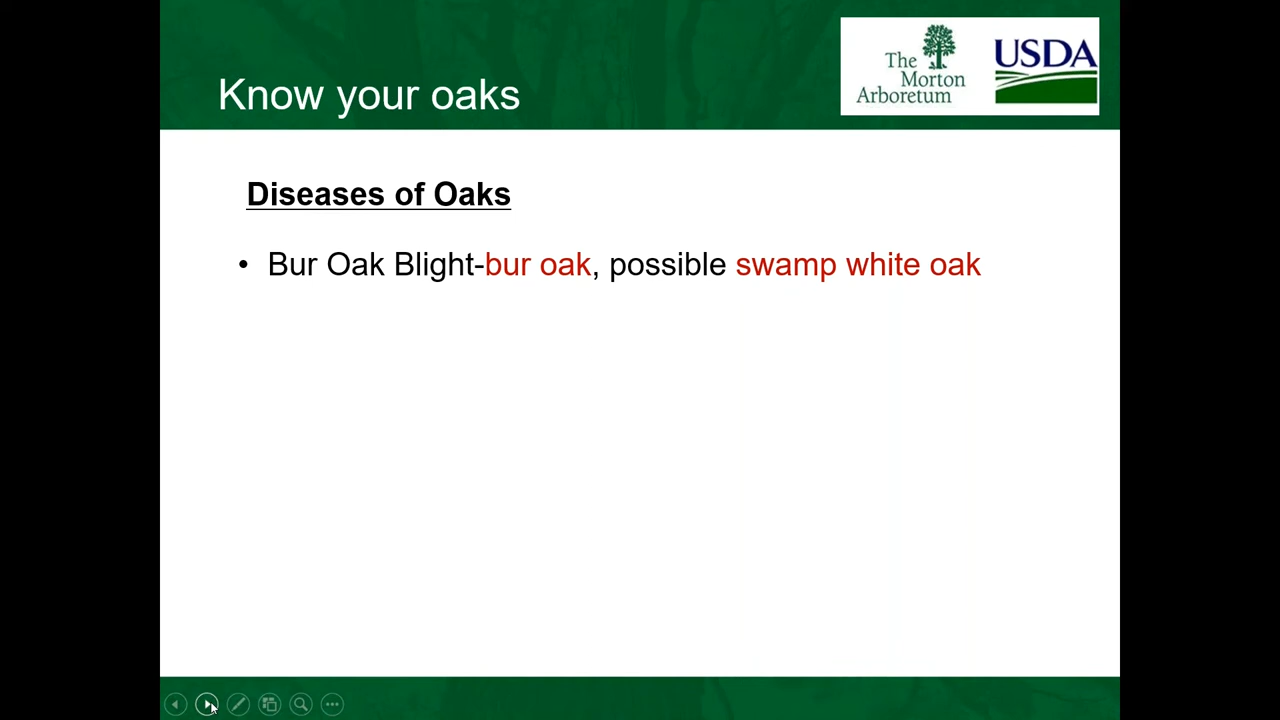 Know your oaks
The
Morton
Arboretum
USDA
Diseases of Oaks
• Bur Oak Blight-bur oak, possible swamp white oak